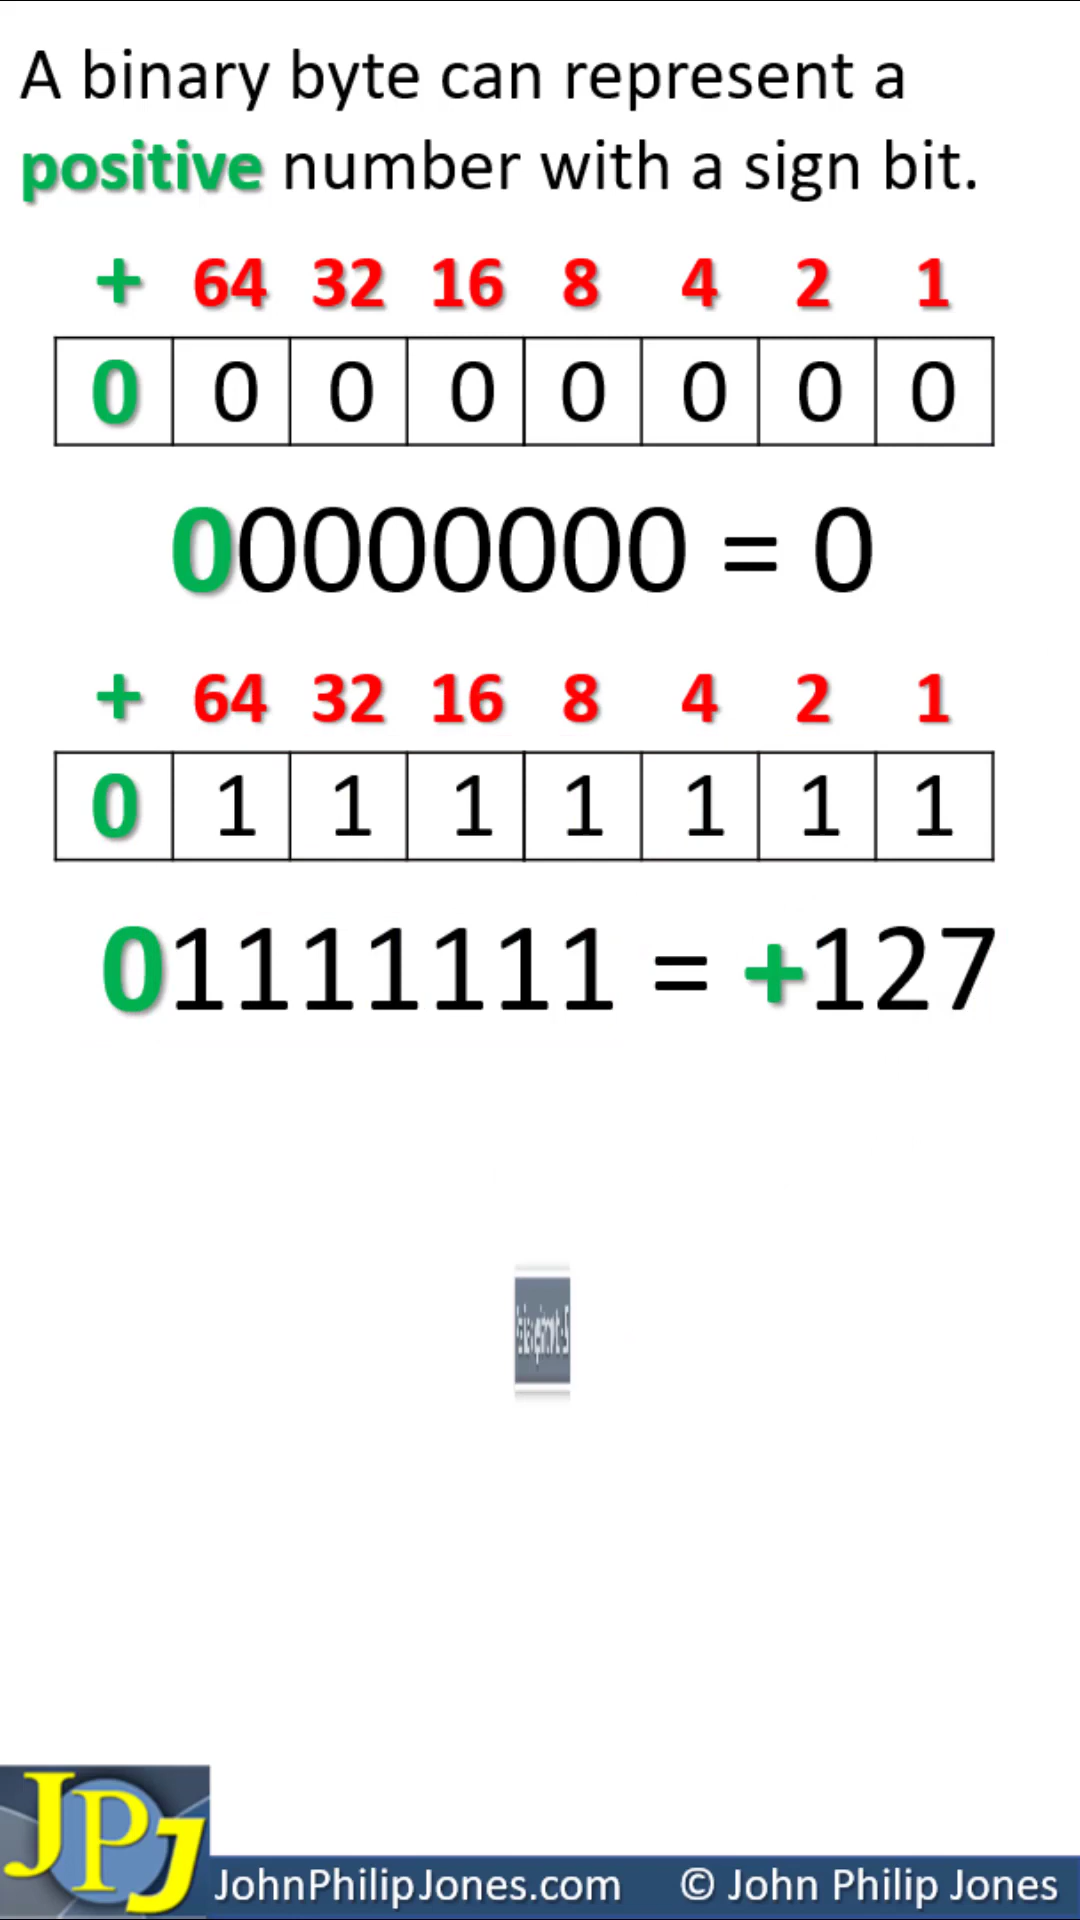 A binary byte can represent a
positive number with a sign bit.
+ 64 32 16 8 4 2 1
0 0 0 0 0 0 0 0
00000000 = 0
+ 64 32 16 8 4 2 1
0 1 1 1 1 1 1 1
01111111 = +127
JPJ
JohnPhilipJones.com © John Philip Jones